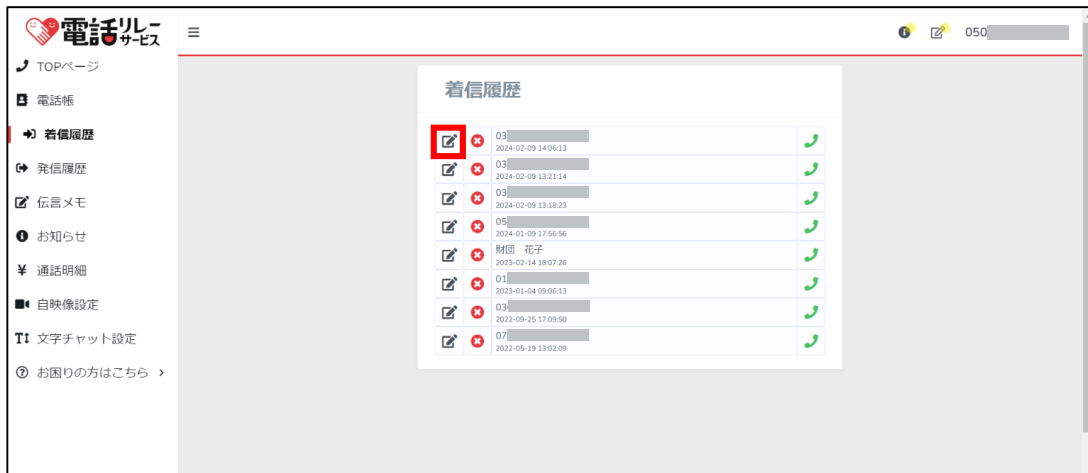 電話リレーサービス
050
TOPページ
電話帳
着信履歴
発信履歴
伝言メモ
お知らせ
¥ 通話明細
自映像設定
文字チャット設定
お困りの方はこちら >
着信履歴
03
2024-02-09 14:06:13
03
2024-02-09 13:21:14
03
2024-02-09 13:18:23
05
2024-01-09 17:56:56
財団 花子
2023-02-14 18:07:26
01
2023-01-04 09:06:13
03
2022-09-25 17:09:50
07
2022-05-19 13:02:09